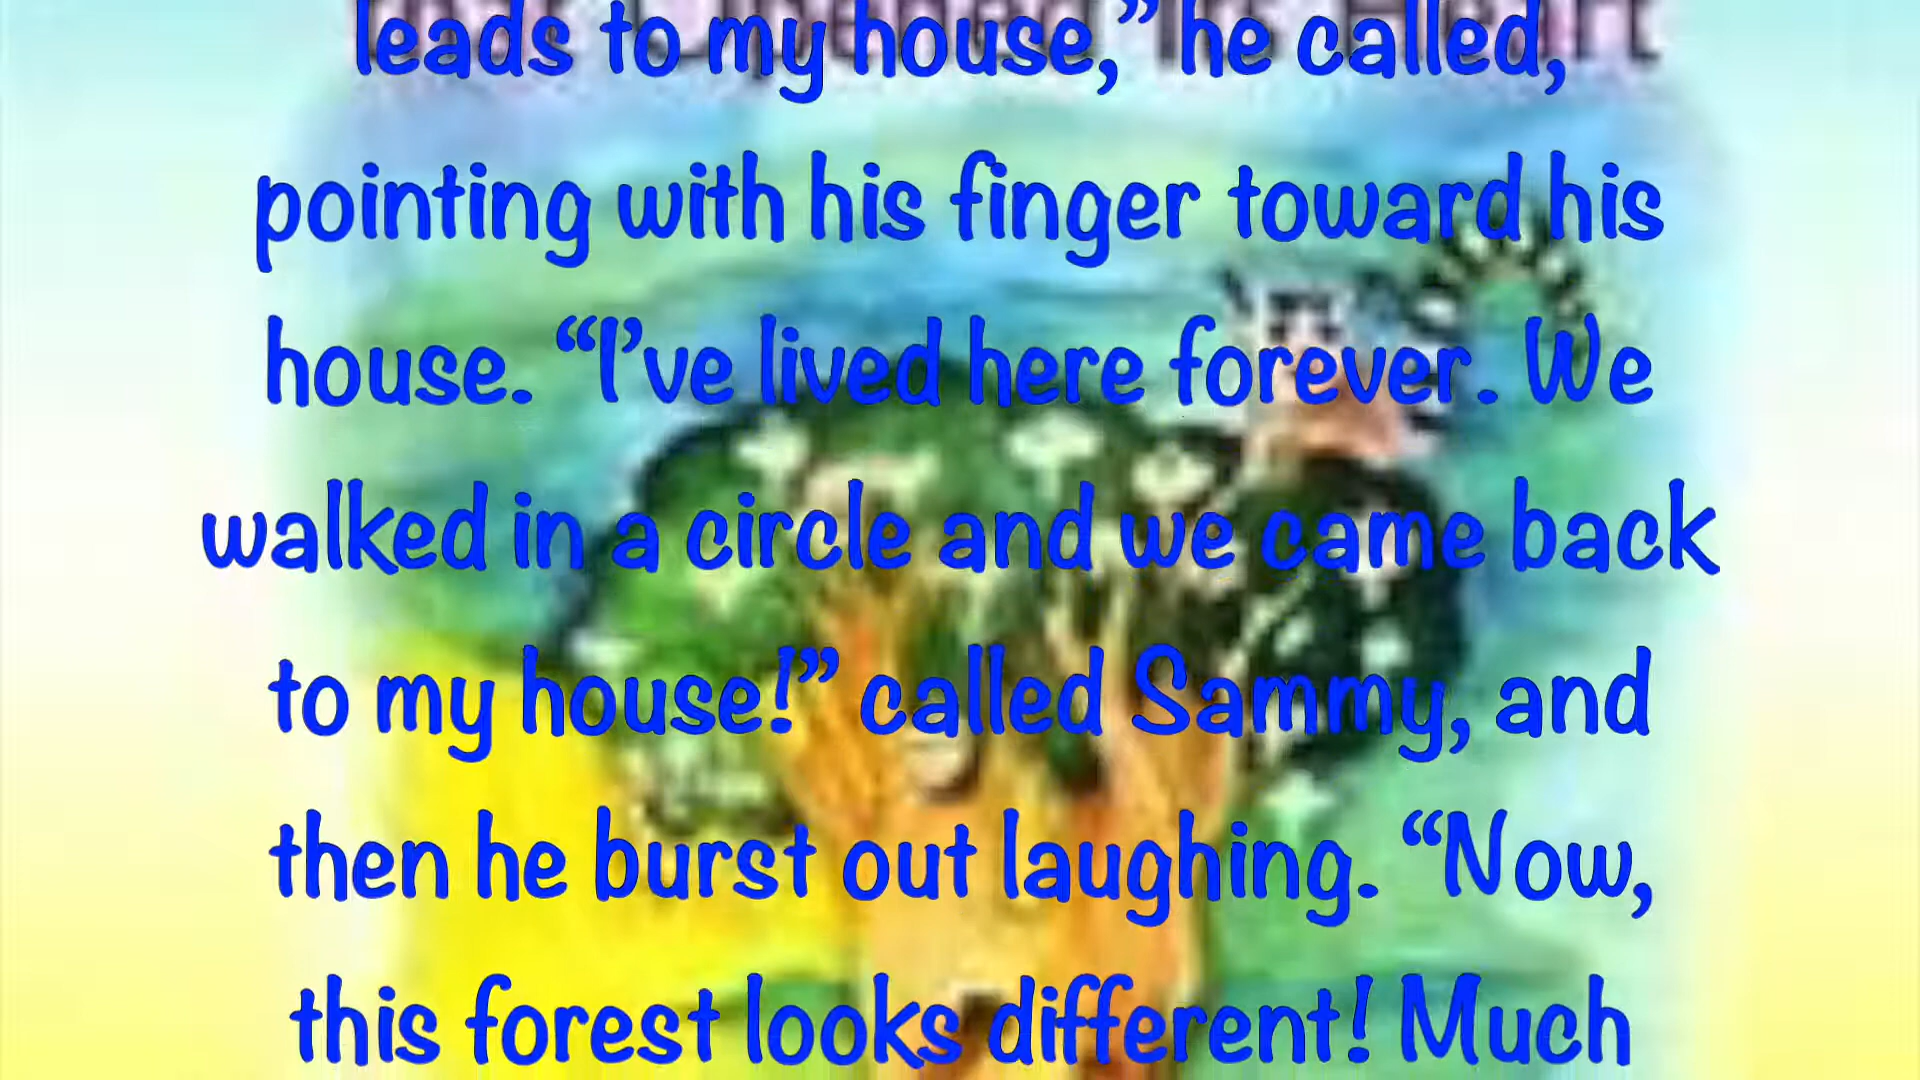 leads to my house,” he called,
pointing with his finger toward his
house. “I’ve lived here forever. We
walked in a circle and we came back
to my house!” called Sammy, and
then he burst out laughing. “Now,
this forest looks different! Much